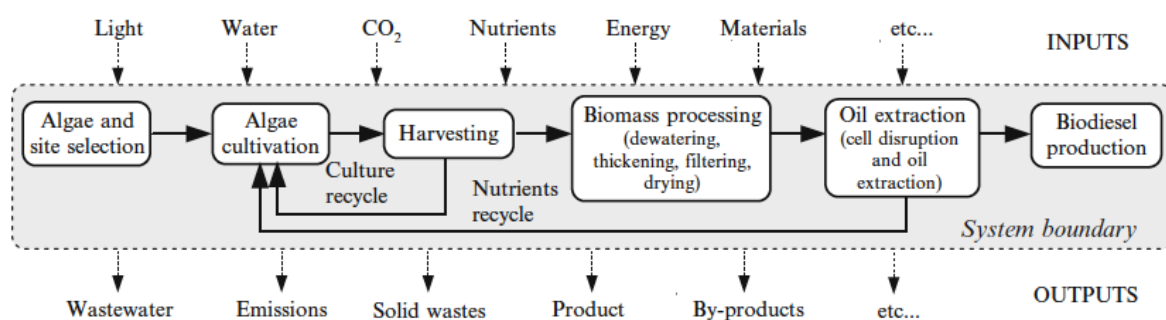 Light Water CO₂ Nutrients Energy Materials etc... INPUTS
Algae and
site selection
Algae
cultivation
Harvesting
Biomass processing
(dewatering,
thickening, filtering,
drying)
Oil extraction
(cell disruption
and oil
extraction)
Biodiesel
production
Culture
recycle
Nutrients
recycle
System boundary
Wastewater Emissions Solid wastes Product By-products etc... OUTPUTS